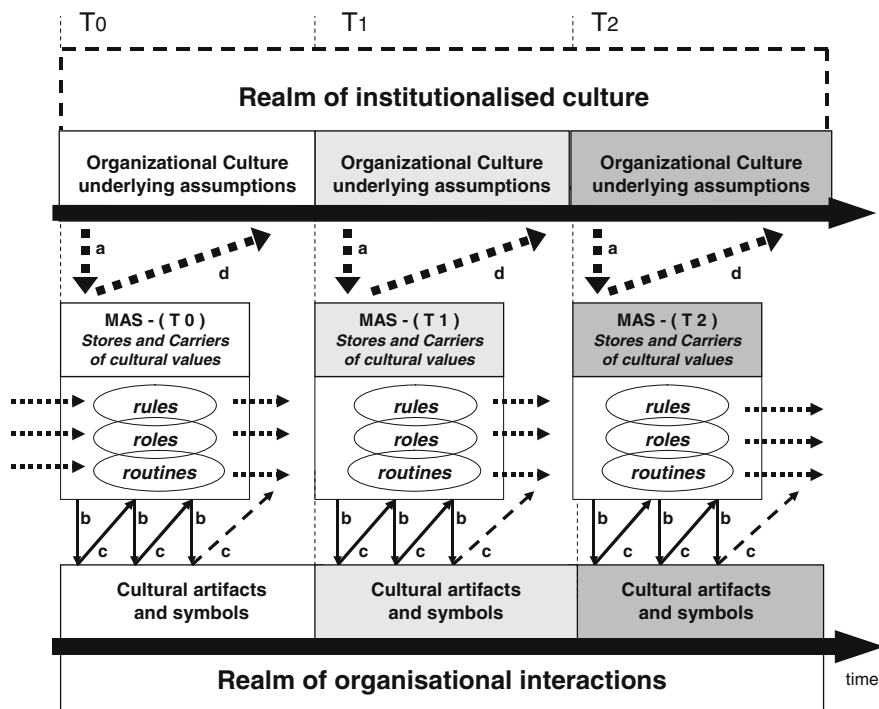 T0 T1 T2
Realm of institutionalised culture
Organizational Culture underlying assumptions
Organizational Culture underlying assumptions
Organizational Culture underlying assumptions
a d a d a d
MAS - ( T 0 )
Stores and Carriers
of cultural values
rules
roles
routines
MAS - ( T 1 )
Stores and Carriers
of cultural values
rules
roles
routines
MAS - ( T 2 )
Stores and Carriers
of cultural values
rules
roles
routines
b b b b b b b b b
c c c c c c c c c
Cultural artifacts
and symbols
Cultural artifacts
and symbols
Cultural artifacts
and symbols
Realm of organisational interactions
time